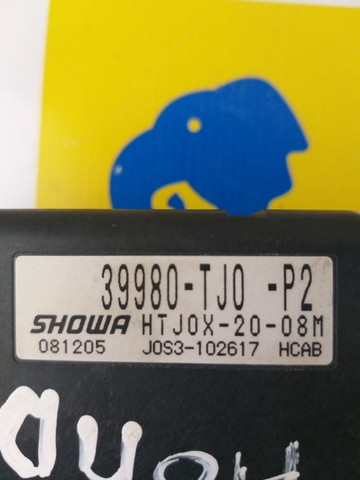 39980-TJ0 -P2
SHOWA HTJ0X-20-08M
081205 J0S3-102617 HCAB